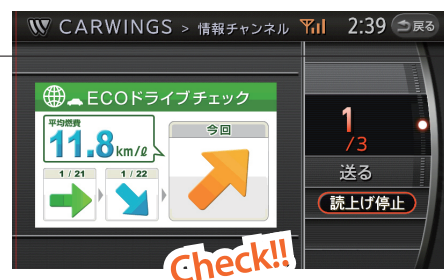 CARWINGS > 情報チャンネル 2:39 戻る
ECOドライブチェック
平均燃費
11.8km/ℓ
今回
1 / 21
1 / 22
1
/3
送る
読上げ停止
Check!!